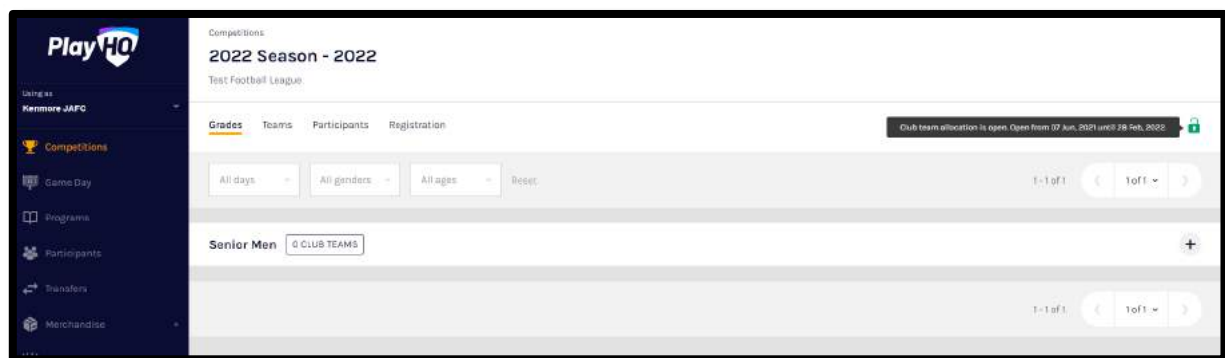 PlayHQ
Using as
Kenmore JAFC
Competitions
Game Day
Programs
Participants
Transfers
Merchandise
Competitions
2022 Season - 2022
Test Football League
Grades Teams Participants Registration
Club team allocation is open. Open from 07 Jun, 2021 until 28 Feb, 2022.
All days All genders All ages Reset
1-1 of 1 1 of 1
Senior Men 0 CLUB TEAMS
1-1 of 1 1 of 1